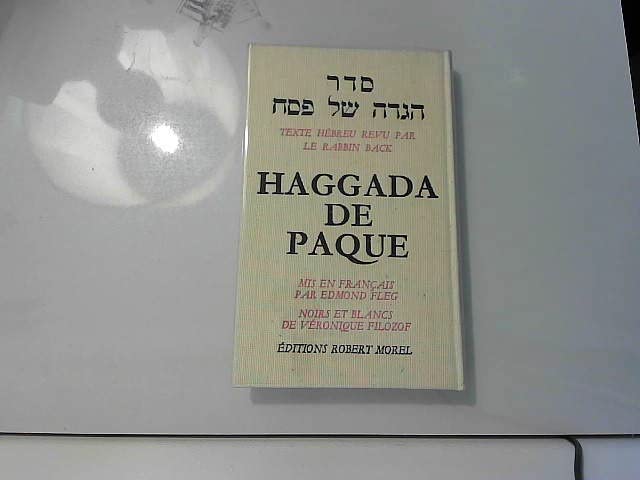 סדר
הגדה של פסח
TEXTE HÉBREU REVU PAR
LE RABBIN BACK
HAGGADA
DE
PAQUE
MIS EN FRANÇAIS
PAR EDMOND FLEG
NOIRS ET BLANCS
DE VÉRONIQUE FILOZOF
ÉDITIONS ROBERT MOREL